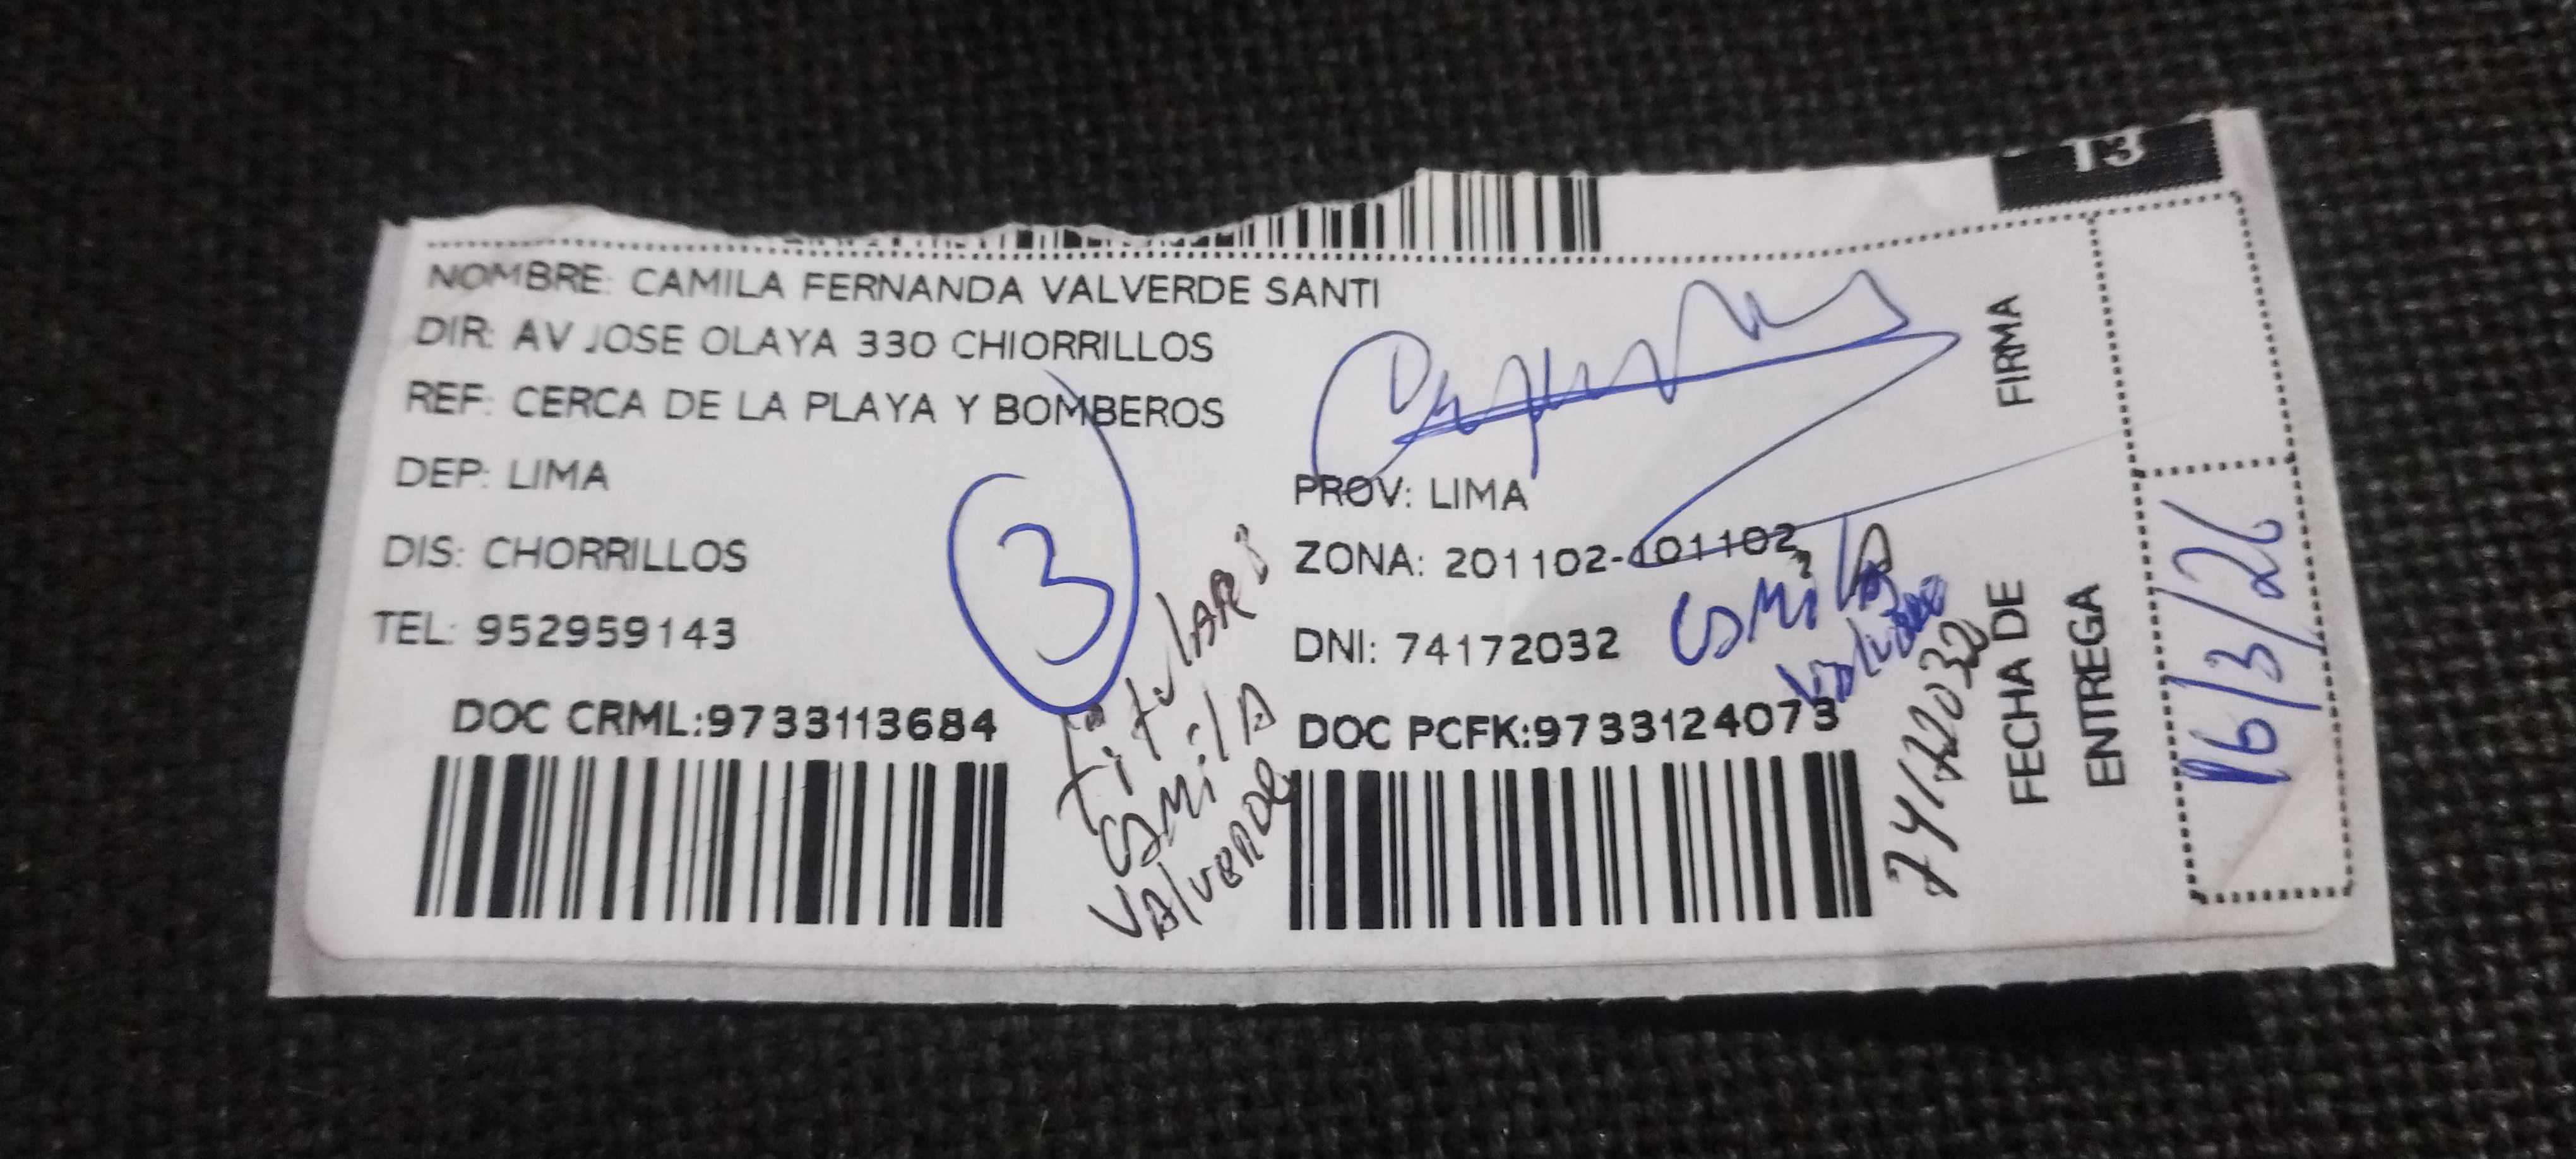 13
NOMBRE: CAMILA FERNANDA VALVERDE SANTI
DIR: AV JOSE OLAYA 330 CHIORRILLOS
REF: CERCA DE LA PLAYA Y BOMBEROS
DEP: LIMA
PROV: LIMA
DIS: CHORRILLOS
ZONA: 201102-101102
TEL: 952959143
DNI: 74172032
DOC CRML:9733113684
DOC PCFK:9733124073
3
Titular:
Camila
Valverde
Camila
Valverde
74172032
FIRMA
FECHA DE
ENTREGA
16/3/26